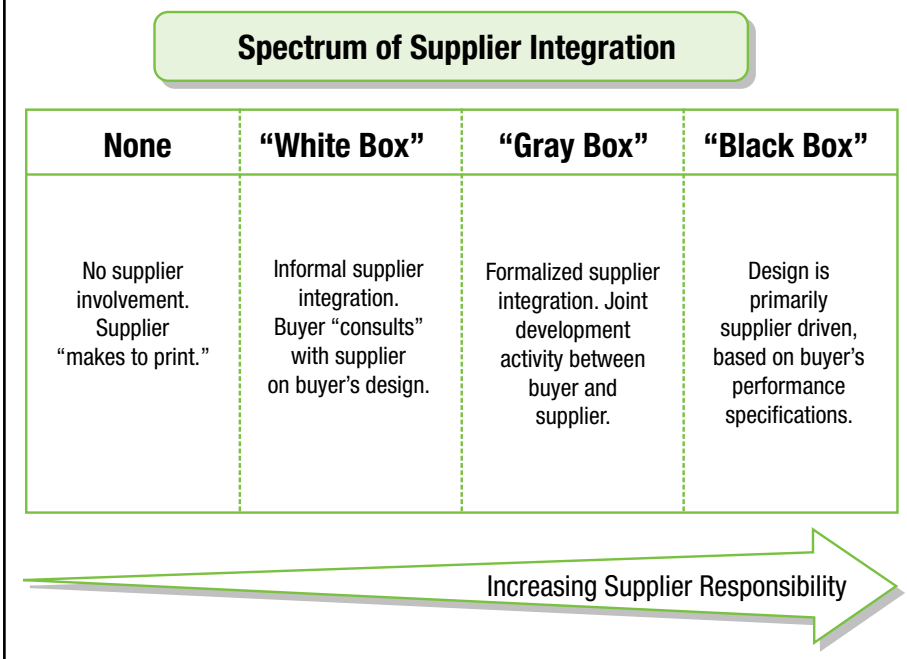 Spectrum of Supplier Integration
None
“White Box”
“Gray Box”
“Black Box”
No supplier
involvement.
Supplier
“makes to print.”
Informal supplier
integration.
Buyer “consults”
with supplier
on buyer’s design.
Formalized supplier
integration. Joint
development
activity between
buyer and
supplier.
Design is
primarily
supplier driven,
based on buyer’s
performance
specifications.
Increasing Supplier Responsibility